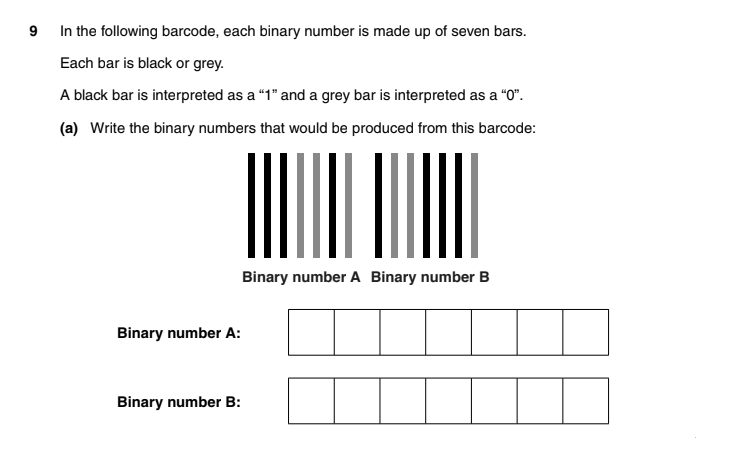 9 In the following barcode, each binary number is made up of seven bars.
Each bar is black or grey.
A black bar is interpreted as a “1” and a grey bar is interpreted as a “0”.
(a) Write the binary numbers that would be produced from this barcode:
Binary number A Binary number B
Binary number A:
Binary number B: